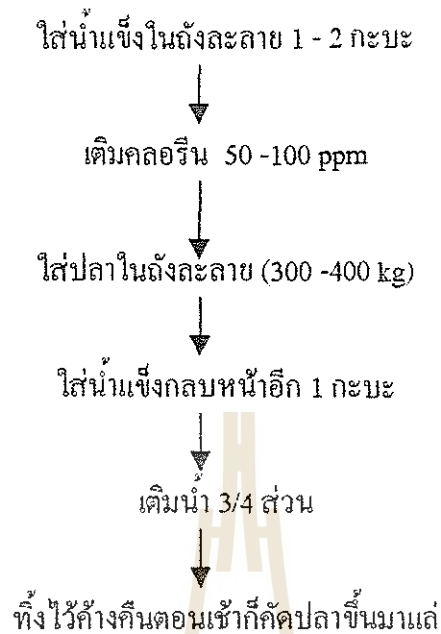 ใส่น้ำแข็งในถังละลาย 1 - 2 กะบะ
เติมคลอรีน 50 -100 ppm
ใส่ปลาในถังละลาย (300 -400 kg)
ใส่น้ำแข็งกลบหน้าอีก 1 กะบะ
เติมน้ำ 3/4 ส่วน
ทิ้งไว้ค้างคืนตอนเช้าก็คัดปลาขึ้นมาแล่